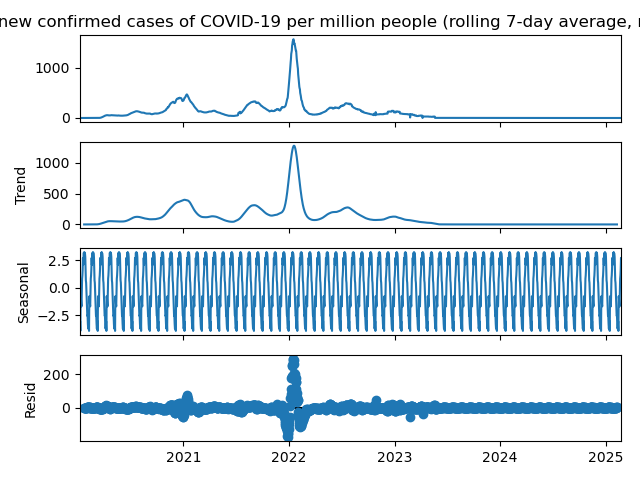 new confirmed cases of COVID-19 per million people (rolling 7-day average,
1000
0
Trend
1000
500
0
Seasonal
2.5
0.0
−2.5
Resid
200
0
2021 2022 2023 2024 2025